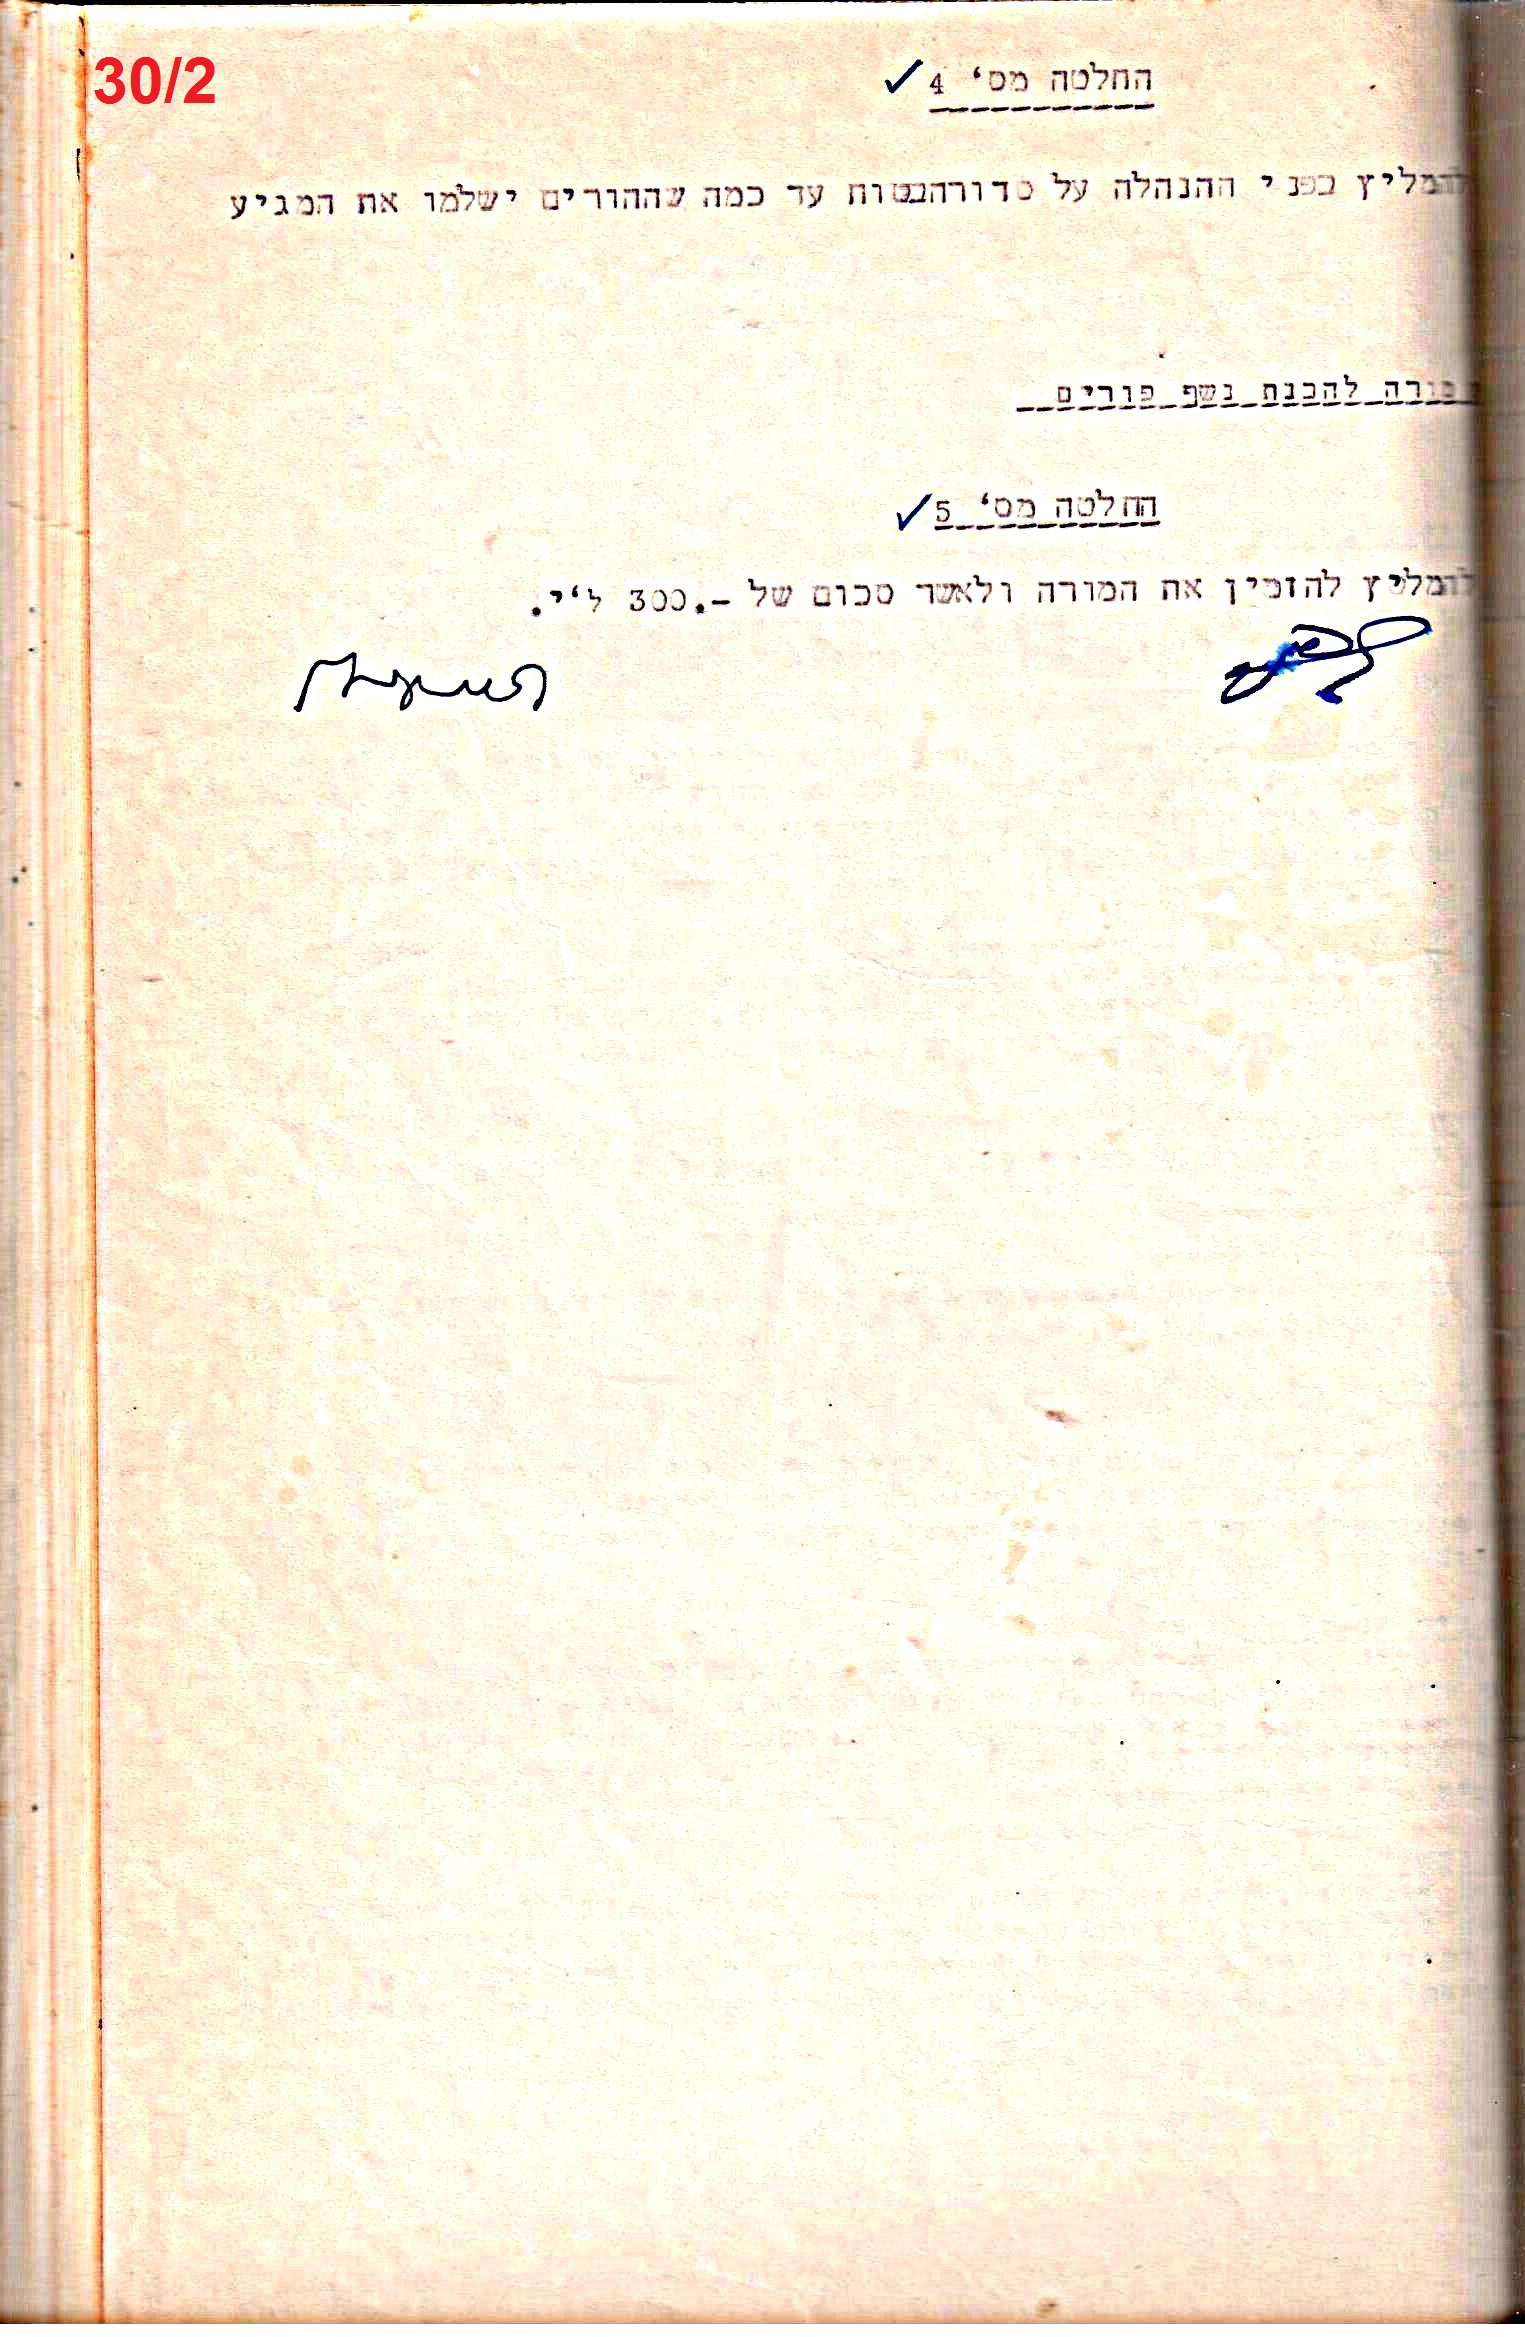 30/2
החלטה מס' 4 ✓
להמליץ בפני ההנהלה על סדורהבטוח עד כמה שההורים ישלמו את המגיע
מורה להכנת נשף פורים
החלטה מס' 5 ✓
להמליץ להזמין את המורה ולאשר סכום של -.300 ל"י.